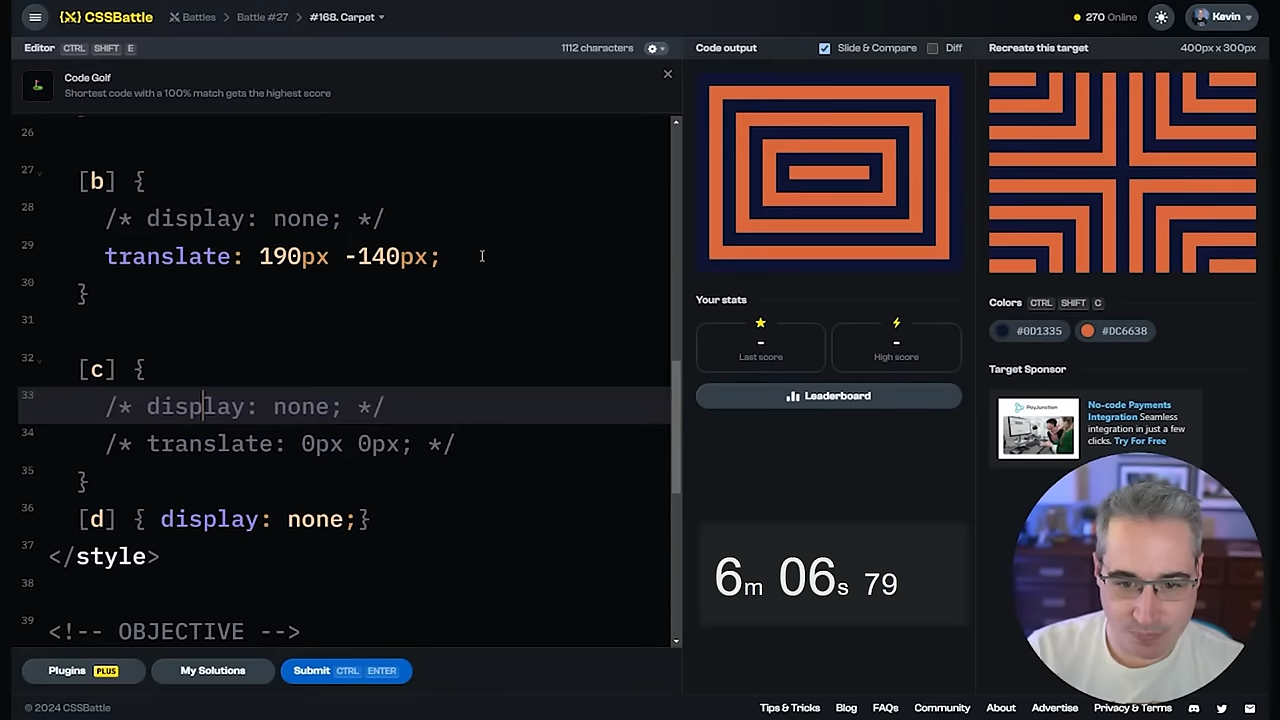 CSSBattle
Battles > Battle #27 > #168. Carpet
270 Online
Kevin
Editor CTRL SHIFT E
1112 characters
Code output
Slide & Compare
Diff
Recreate this target
400px x 300px
Code Golf
Shortest code with a 100% match gets the highest score
26
27 [b] {
28 /* display: none; */
29 translate: 190px -140px;
30 }
31
32 [c] {
33 /* display: none; */
34 /* translate: 0px 0px; */
35 }
36 [d] { display: none;}
37 </style>
38
39 <!-- OBJECTIVE -->
Your stats
-
Last score
-
High score
Leaderboard
Colors CTRL SHIFT C
#0D1335
#DC6638
Target Sponsor
PayJunction
No-code Payments
Integration Seamless
integration in just a few
clicks. Try For Free
6m 06s 79
Plugins PLUS
My Solutions
Submit CTRL ENTER
© 2024 CSSBattle
Tips & Tricks
Blog
FAQs
Community
About
Advertise
Privacy & Terms